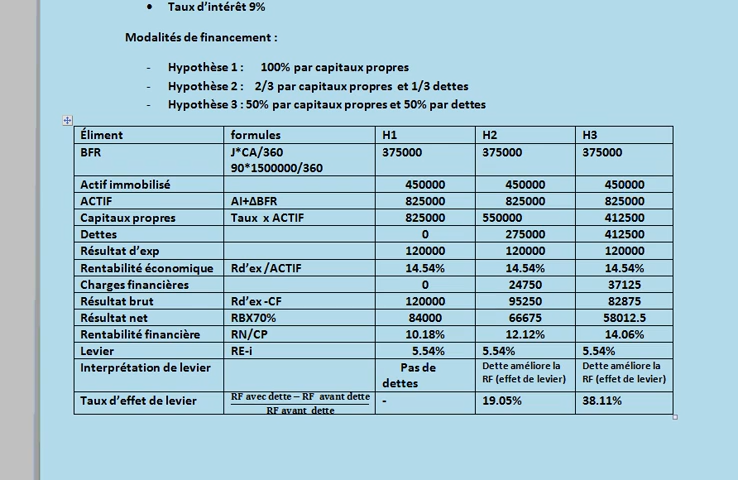 • Taux d'intérêt 9%
Modalités de financement :
- Hypothèse 1 : 100% par capitaux propres
- Hypothèse 2 : 2/3 par capitaux propres et 1/3 dettes
- Hypothèse 3 : 50% par capitaux propres et 50% par dettes
Éliment formules H1 H2 H3
BFR J*CA/360 375000 375000 375000
90*1500000/360
Actif immobilisé 450000 450000 450000
ACTIF AI+ΔBFR 825000 825000 825000
Capitaux propres Taux x ACTIF 825000 550000 412500
Dettes 0 275000 412500
Résultat d'exp 120000 120000 120000
Rentabilité économique Rd'ex /ACTIF 14.54% 14.54% 14.54%
Charges financières 0 24750 37125
Résultat brut Rd'ex -CF 120000 95250 82875
Résultat net RBX70% 84000 66675 58012.5
Rentabilité financière RN/CP 10.18% 12.12% 14.06%
Levier RE-i 5.54% 5.54% 5.54%
Interprétation de levier Pas de dettes Dette améliore la RF (effet de levier) Dette améliore la RF (effet de levier)
Taux d'effet de levier RF avec dette – RF avant dette - 19.05% 38.11%
RF avant dette